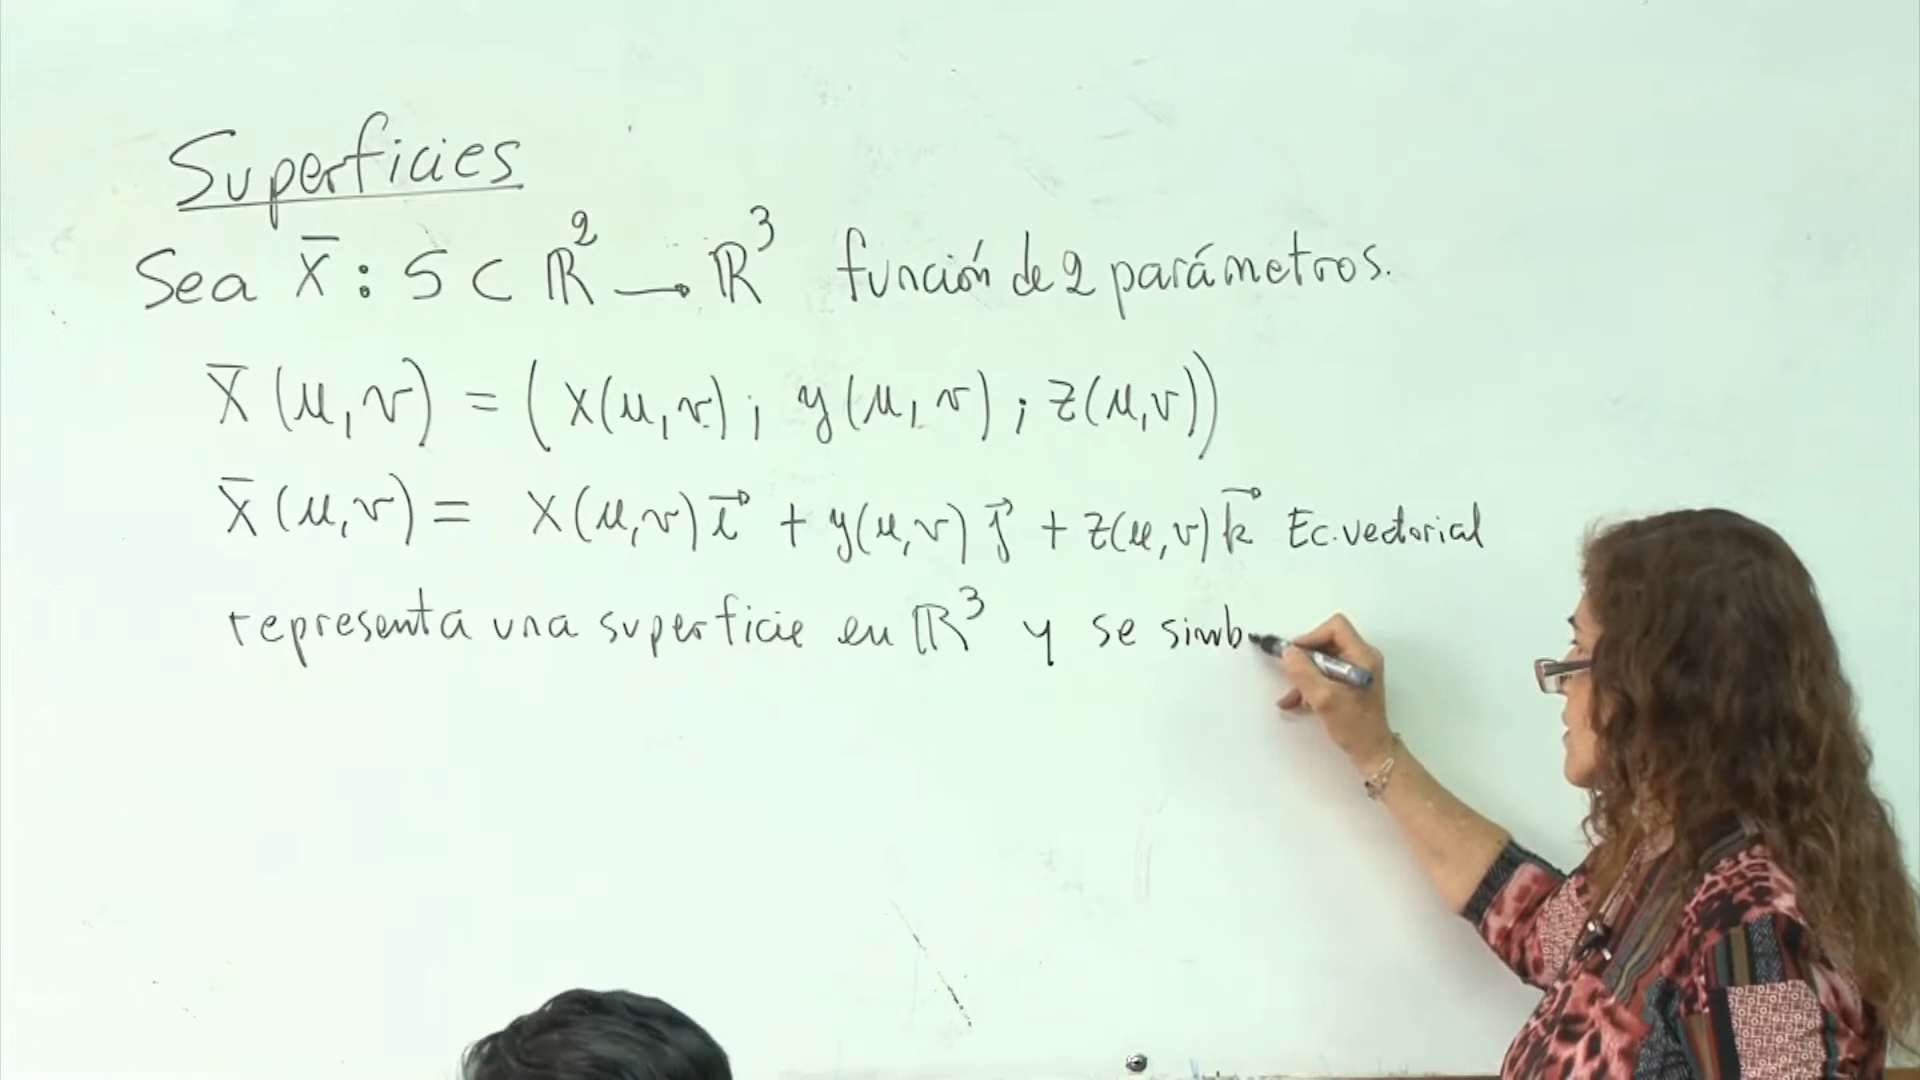 Superficies
Sea X̄ : S ⊂ ℝ² → ℝ³ función de 2 parámetros.
X̄(u,v) = (x(u,v) ; y(u,v) ; z(u,v))
X̄(u,v) = x(u,v) i⃗ + y(u,v) j⃗ + z(u,v) k⃗ Ec. vectorial
representa una superficie en ℝ³ y se simb